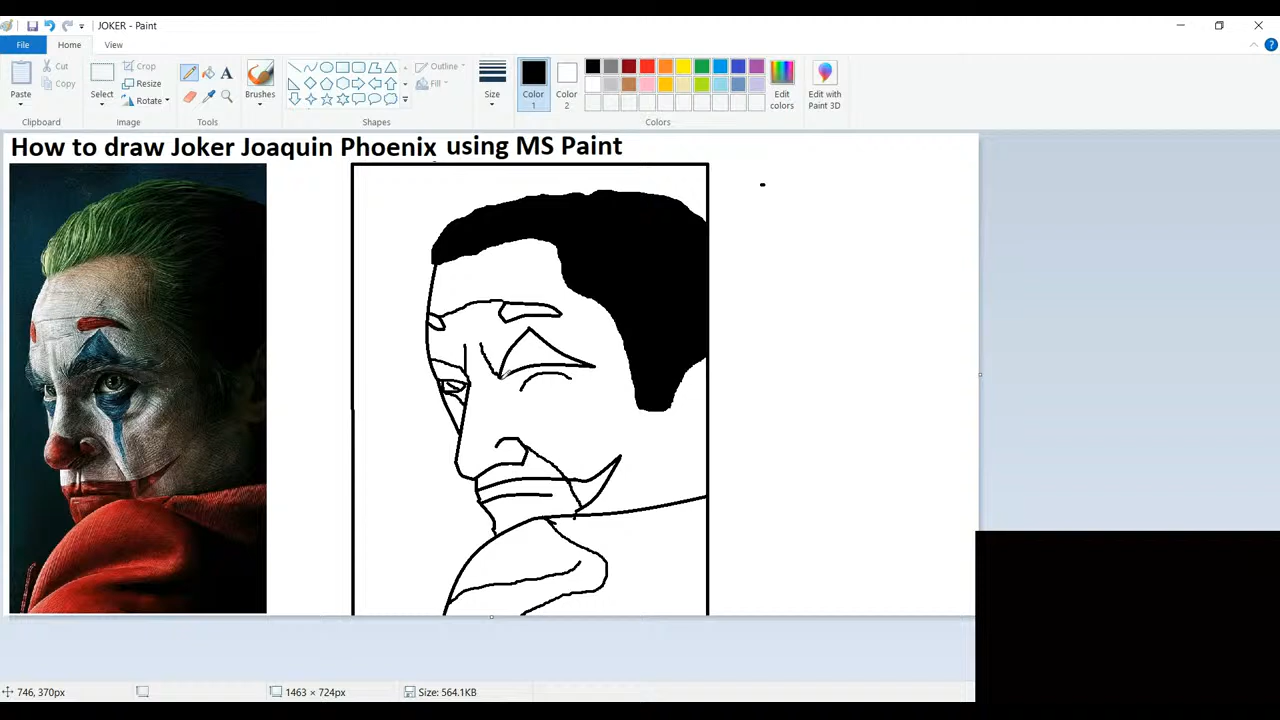 JOKER - Paint
File Home View
Paste
Cut
Copy
Clipboard
Select
Crop
Resize
Rotate
Image
Tools
Brushes
Shapes
Outline
Fill
Size
Color 1
Color 2
Colors
Edit colors
Edit with Paint 3D
How to draw Joker Joaquin Phoenix using MS Paint
746, 370px
1463 × 724px
Size: 564.1KB